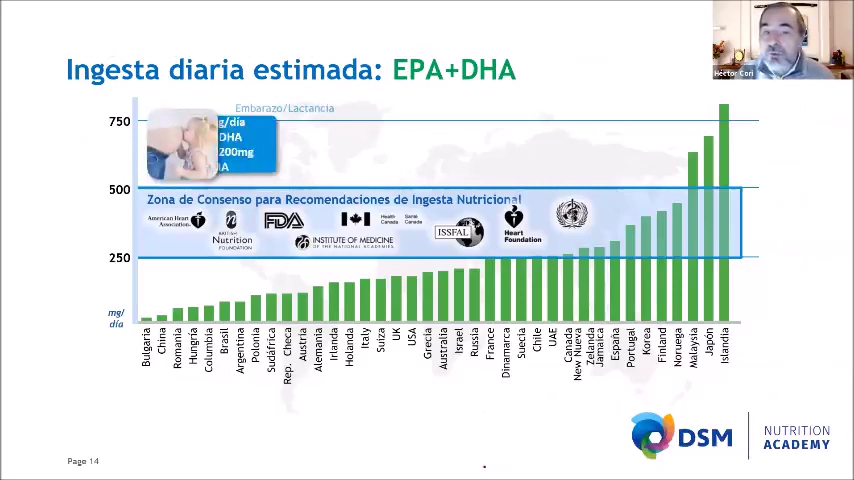 Héctor Cori
Ingesta diaria estimada: EPA+DHA
Embarazo/Lactancia
g/día
DHA
200mg
750
500
250
mg/
día
Zona de Consenso para Recomendaciones de Ingesta Nutricional
American Heart
Association
BRITISH
Nutrition
FOUNDATION
FDA
INSTITUTE OF MEDICINE
OF THE NATIONAL ACADEMIES
Health Santé
Canada Canada
ISSFAL
Heart
Foundation
Bulgaria
China
Romania
Hungría
Columbia
Brasil
Argentina
Polonia
Sudáfrica
Rep. Checa
Austria
Alemania
Irlanda
Holanda
Italy
Suiza
UK
USA
Grecia
Australia
Israel
Russia
France
Dinamarca
Suecia
Chile
UAE
Canada
New Nueva
Zelanda
Jamaica
España
Portugal
Korea
Finland
Noruega
Malaysia
Japón
Islandia
DSM
NUTRITION
ACADEMY
Page 14